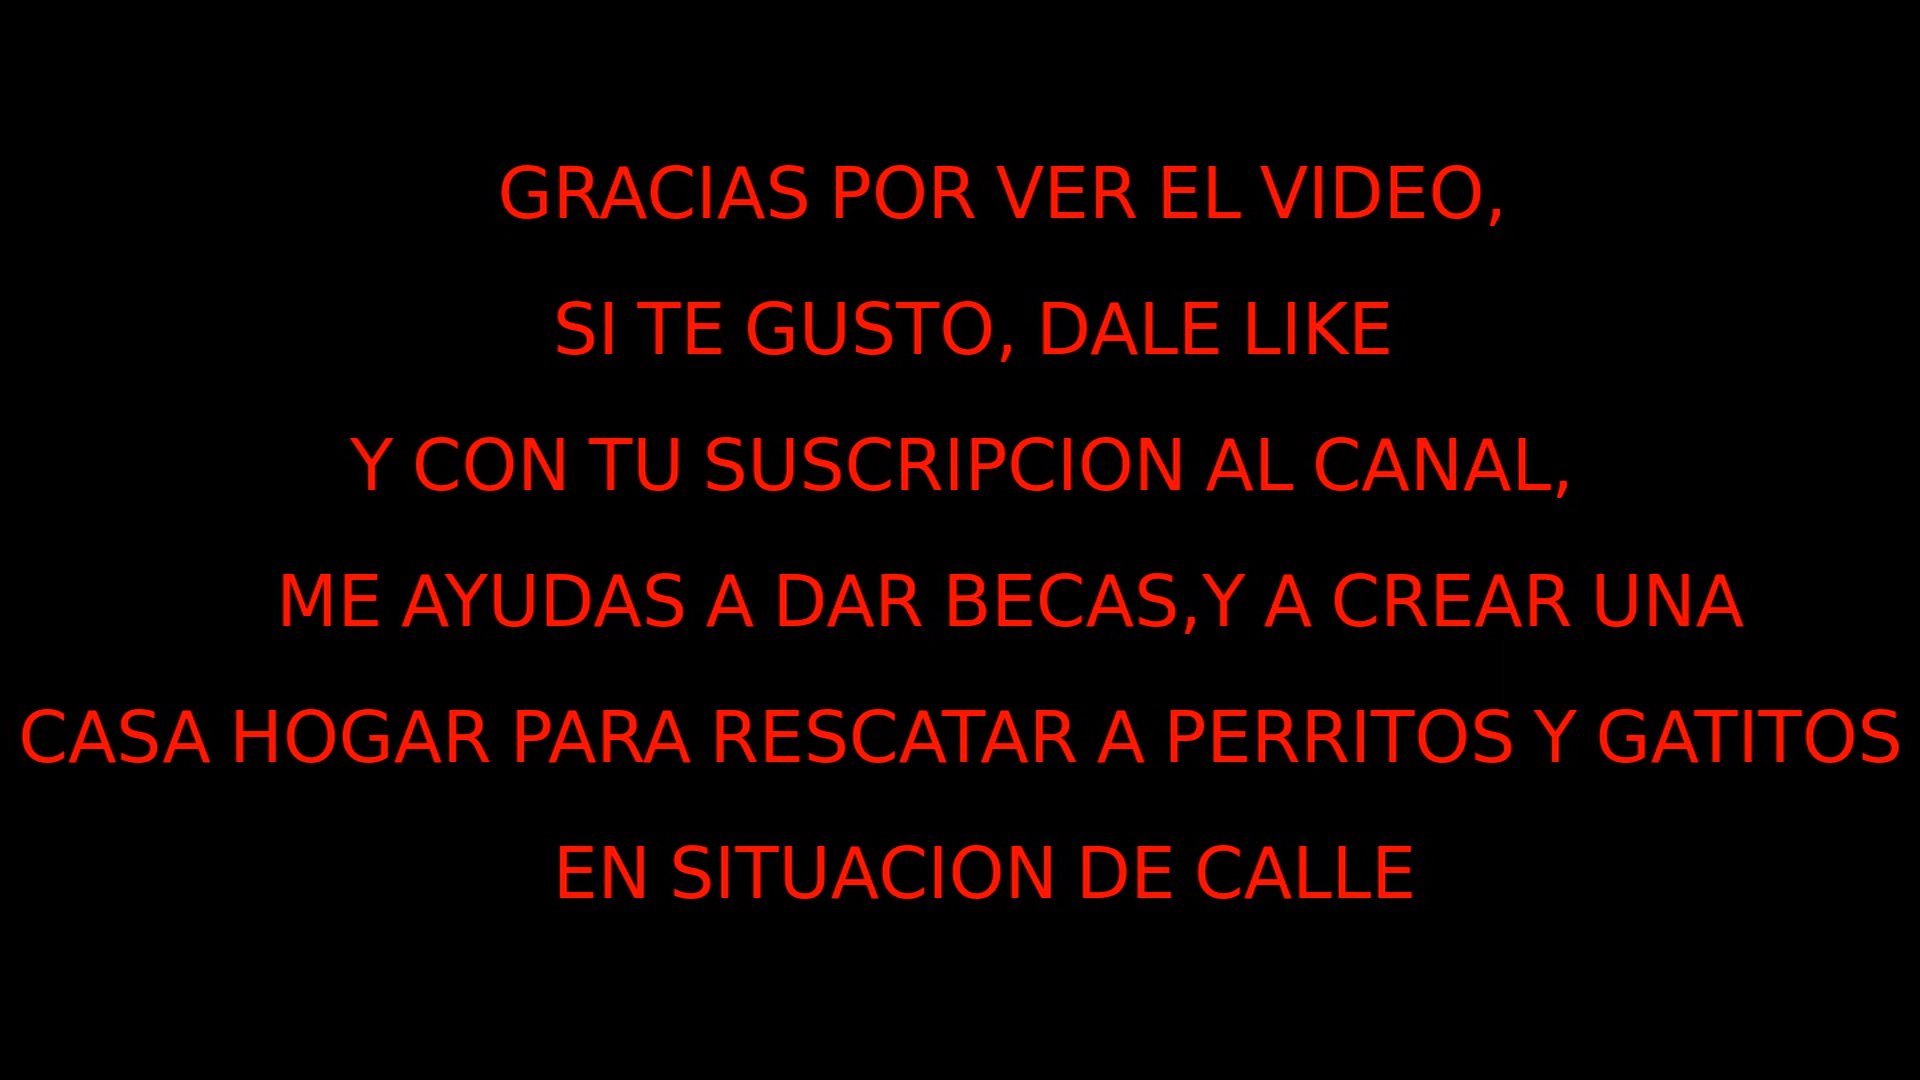 GRACIAS POR VER EL VIDEO,
SI TE GUSTO, DALE LIKE
Y CON TU SUSCRIPCION AL CANAL,
ME AYUDAS A DAR BECAS,Y A CREAR UNA
CASA HOGAR PARA RESCATAR A PERRITOS Y GATITOS
EN SITUACION DE CALLE